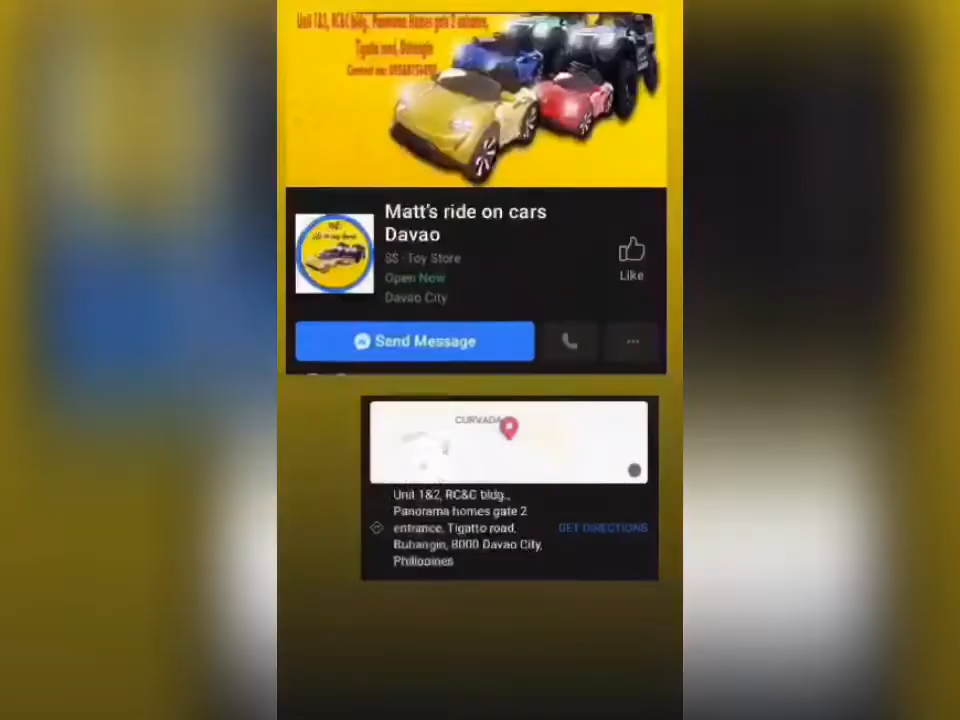 Unit 1&2, RC&C bldg. Panorama Homes gate 2 entrance,
Tigatto road, Buhangin
Contact no:
Matt's ride on cars
Davao
$$ · Toy Store
Open Now
Davao City
Like
Send Message
CURVADA
Unit 1&2, RC&C bldg.,
Panorama homes gate 2
entrance, Tigatto road,
Buhangin, 8000 Davao City,
Philippines
GET DIRECTIONS